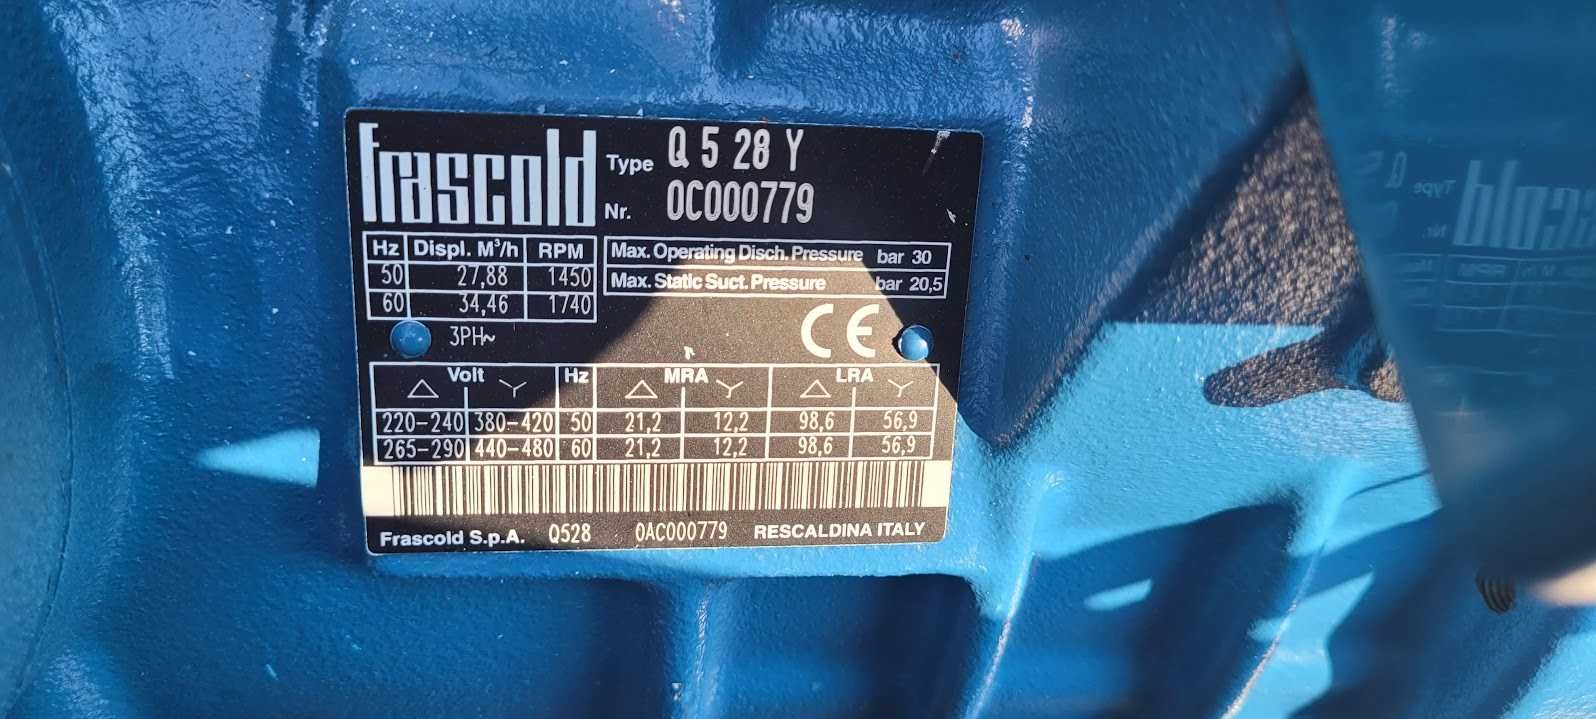 frascold Type Q 5 28 Y
Nr. 0C000779
Hz Displ. M³/h RPM
50 27,88 1450
60 34,46 1740
Max. Operating Disch. Pressure bar 30
Max. Static Suct. Pressure bar 20,5
3PH~ CE
Volt Hz MRA LRA
△ Y △ Y △ Y
220-240 380-420 50 21,2 12,2 98,6 56,9
265-290 440-480 60 21,2 12,2 98,6 56,9
Frascold S.p.A. Q528 0AC000779 RESCALDINA ITALY